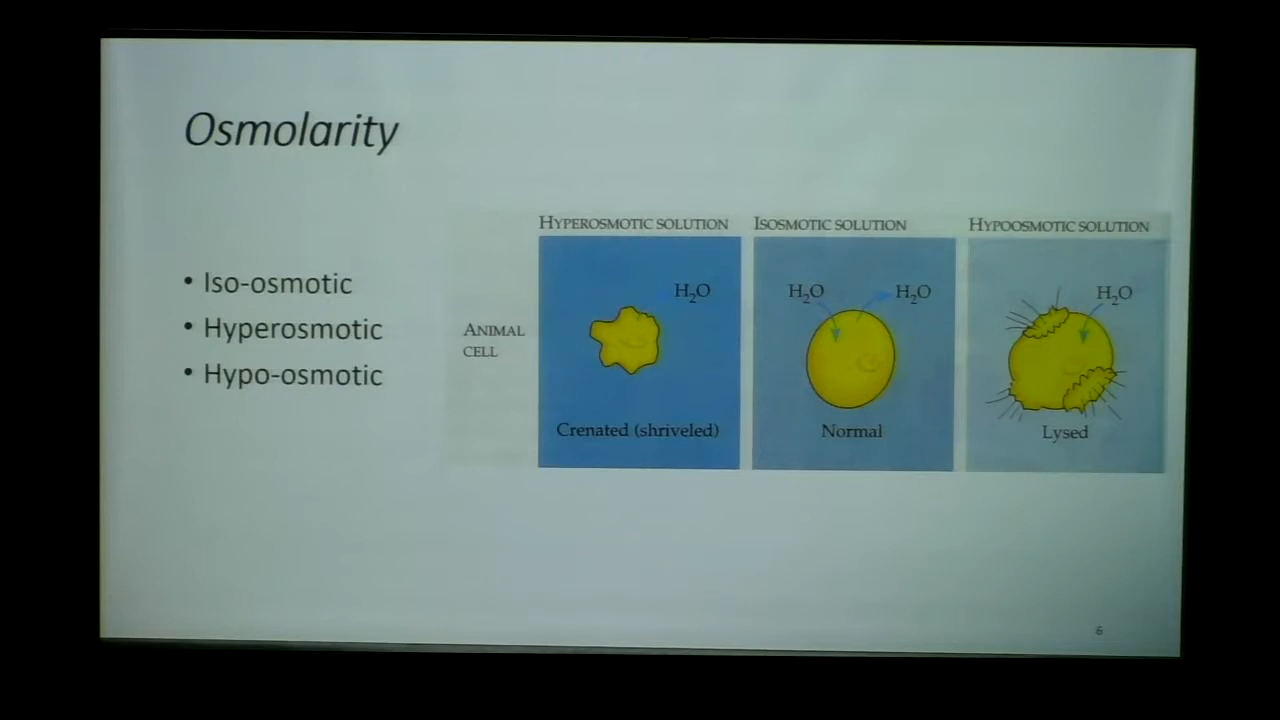 Osmolarity
• Iso-osmotic
• Hyperosmotic
• Hypo-osmotic
HYPEROSMOTIC SOLUTION
ISOSMOTIC SOLUTION
HYPOOSMOTIC SOLUTION
ANIMAL
CELL
H₂O
H₂O
H₂O
H₂O
Crenated (shriveled)
Normal
Lysed
6